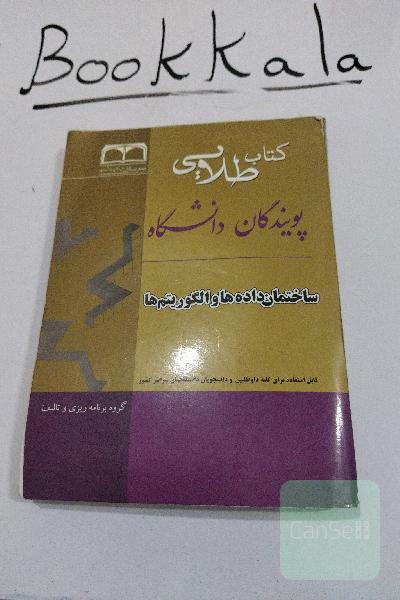 BookKala
کتاب
طلایی
پویندگان دانشگاه
ساختمان داده‌ها و الگوریتم‌ها
قابل استفاده برای کلیه داوطلبین و دانشجویان دانشگاههای سراسر کشور
گروه برنامه ریزی و تالیف
CanSell